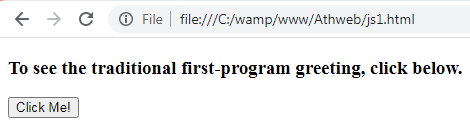 File | file:///C:/wamp/www/Athweb/js1.html
To see the traditional first-program greeting, click below.
Click Me!